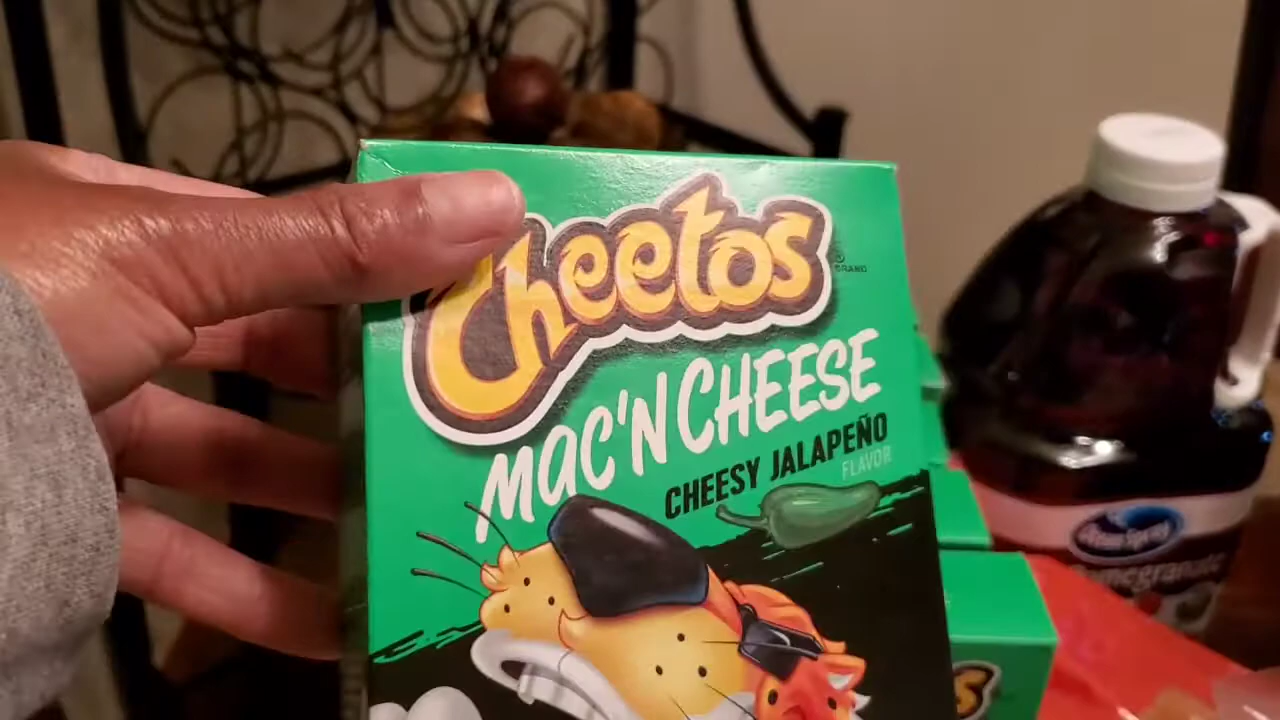 Cheetos
® BRAND
MAC'N CHEESE
CHEESY JALAPEÑO
FLAVOR
Ocean Spray